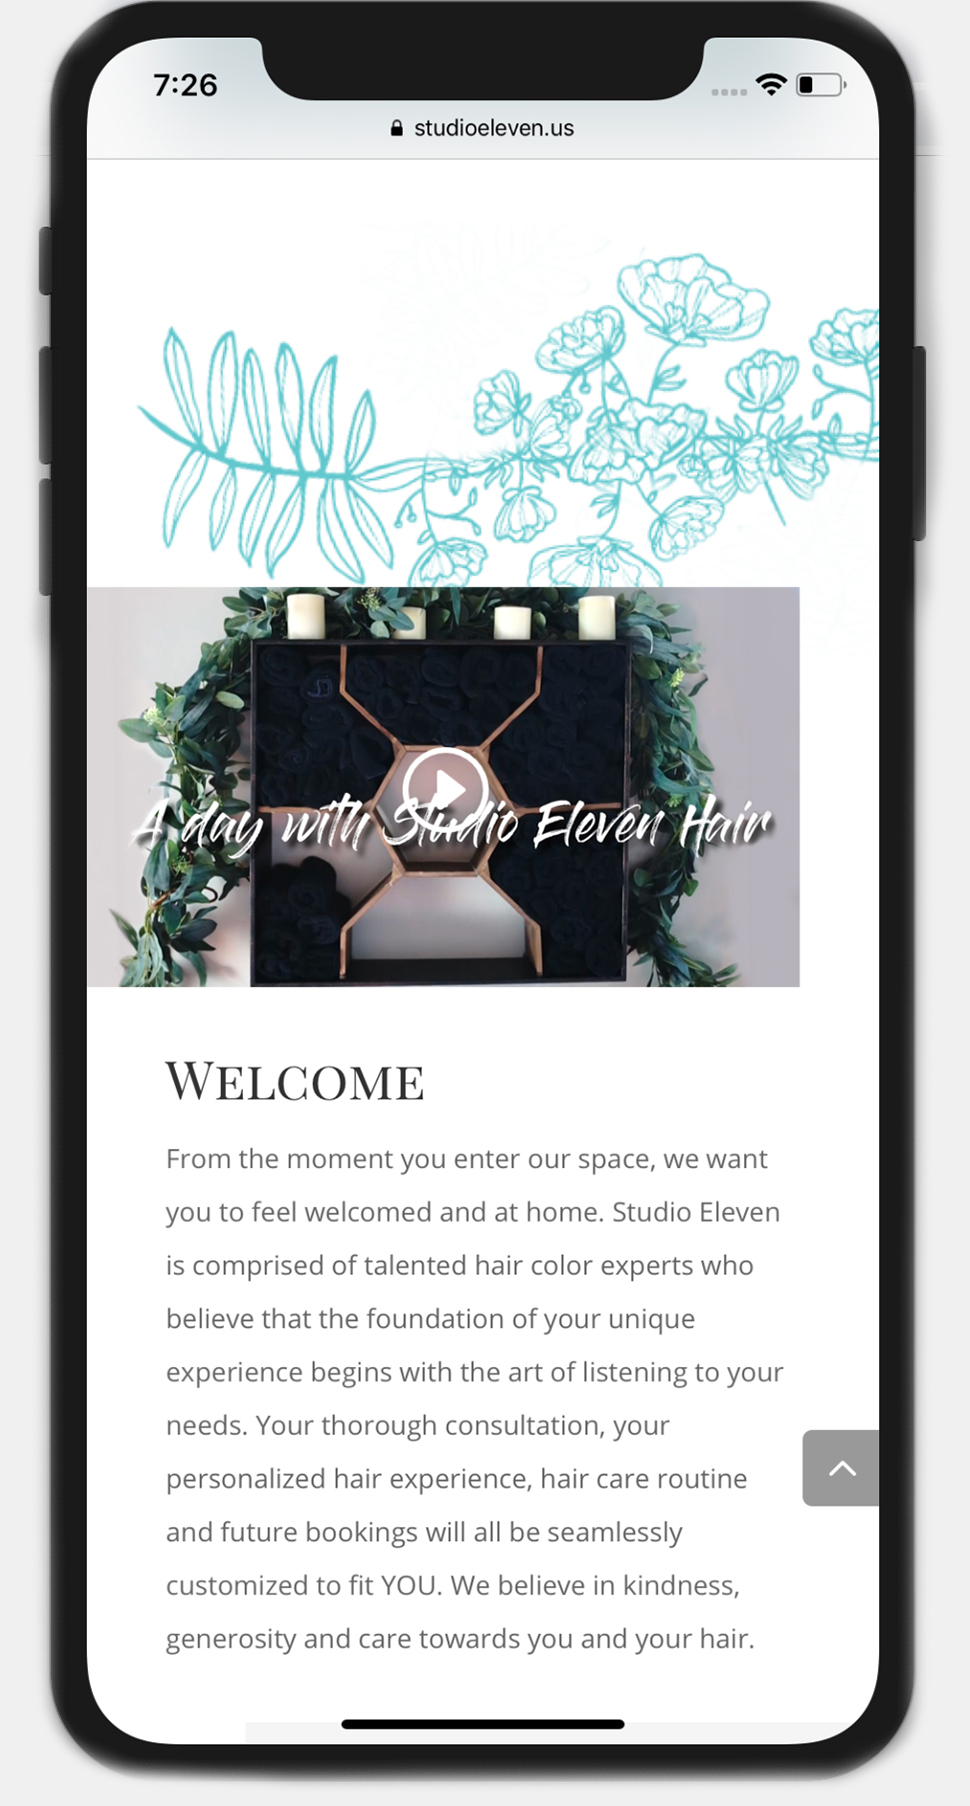 7:26
studioeleven.us
A day with Studio Eleven Hair
WELCOME
From the moment you enter our space, we want
you to feel welcomed and at home. Studio Eleven
is comprised of talented hair color experts who
believe that the foundation of your unique
experience begins with the art of listening to your
needs. Your thorough consultation, your
personalized hair experience, hair care routine
and future bookings will all be seamlessly
customized to fit YOU. We believe in kindness,
generosity and care towards you and your hair.